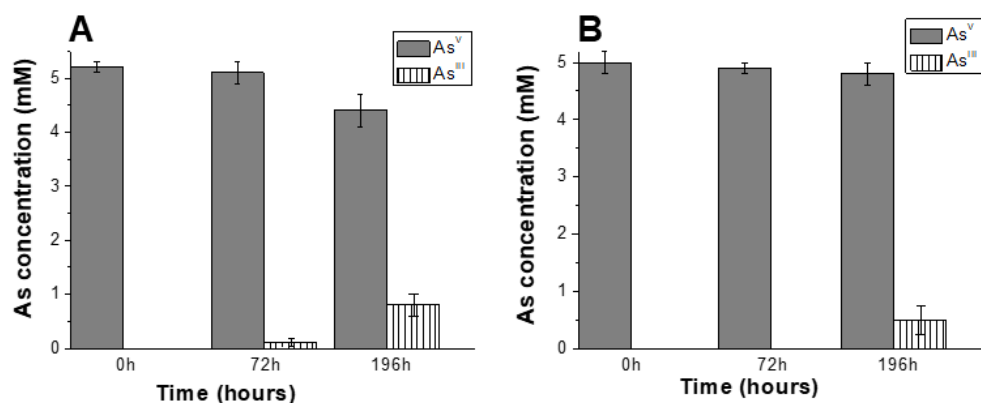 A
As^V
As^III
As concentration (mM)
5
4
3
2
1
0
0h 72h 196h
Time (hours)
B
As^V
As^III
As concentration (mM)
5
4
3
2
1
0
0h 72h 196h
Time (hours)